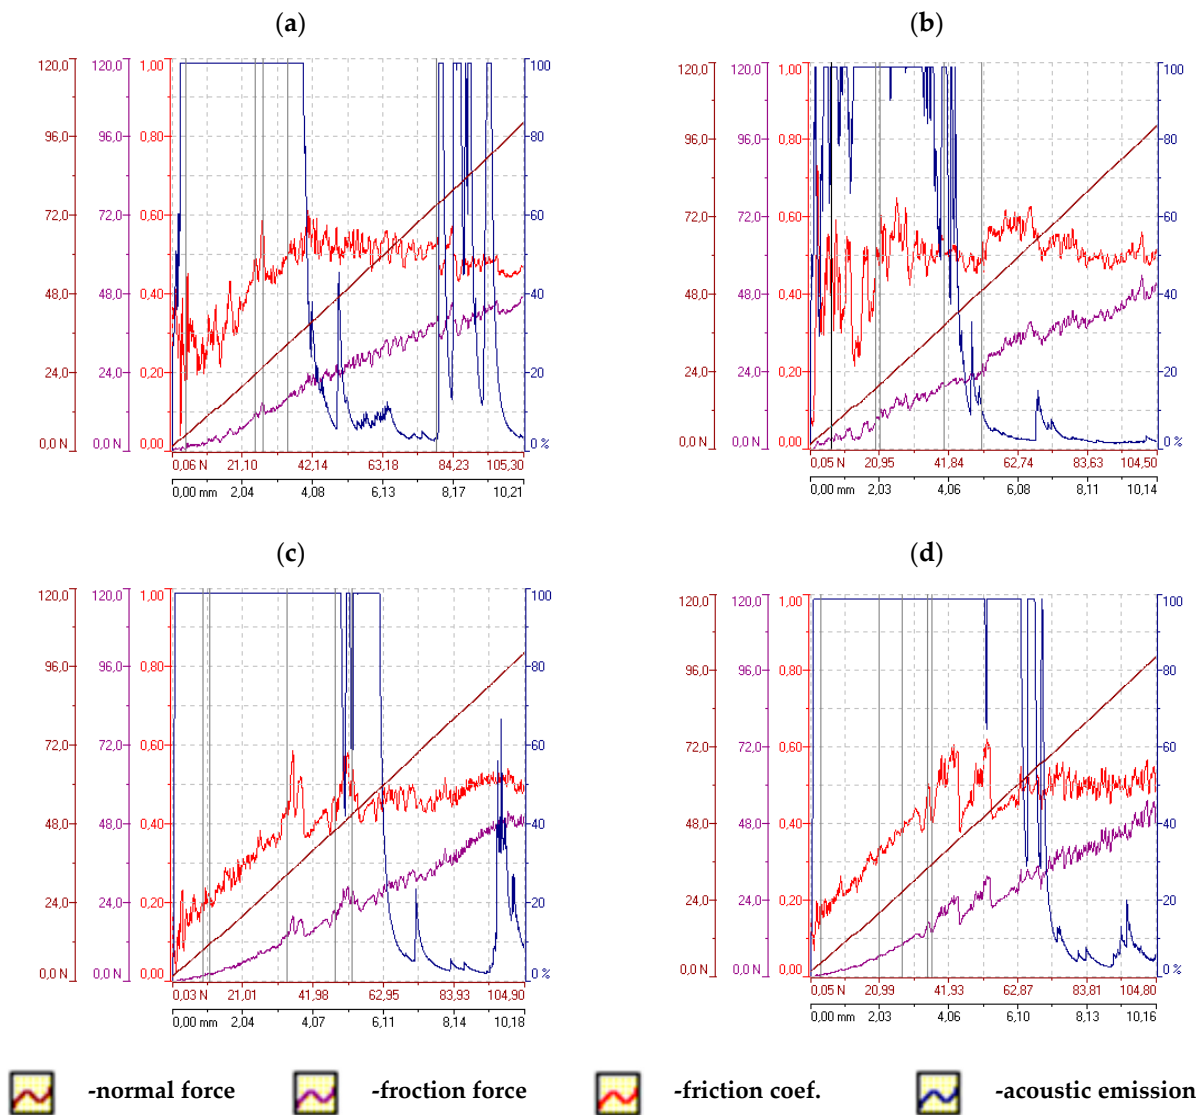 (a) (b)
120,0 120,0 1,00 100 120,0 120,0 1,00 100
96,0 96,0 0,80 80 96,0 96,0 0,80 80
72,0 72,0 0,60 60 72,0 72,0 0,60 60
48,0 48,0 0,40 40 48,0 48,0 0,40 40
24,0 24,0 0,20 20 24,0 24,0 0,20 20
0,0 N 0,0 N 0,00 0 % 0,0 N 0,0 N 0,00 0 %
0,06 N 21,10 42,14 63,18 84,23 105,30 0,05 N 20,95 41,84 62,74 83,63 104,50
0,00 mm 2,04 4,08 6,13 8,17 10,21 0,00 mm 2,03 4,06 6,08 8,11 10,14
(c) (d)
120,0 120,0 1,00 100 120,0 120,0 1,00 100
96,0 96,0 0,80 80 96,0 96,0 0,80 80
72,0 72,0 0,60 60 72,0 72,0 0,60 60
48,0 48,0 0,40 40 48,0 48,0 0,40 40
24,0 24,0 0,20 20 24,0 24,0 0,20 20
0,0 N 0,0 N 0,00 0 % 0,0 N 0,0 N 0,00 0 %
0,03 N 21,01 41,98 62,95 83,93 104,90 0,05 N 20,99 41,93 62,87 83,81 104,80
0,00 mm 2,04 4,07 6,11 8,14 10,18 0,00 mm 2,03 4,06 6,10 8,13 10,16
-normal force -froction force -friction coef. -acoustic emission